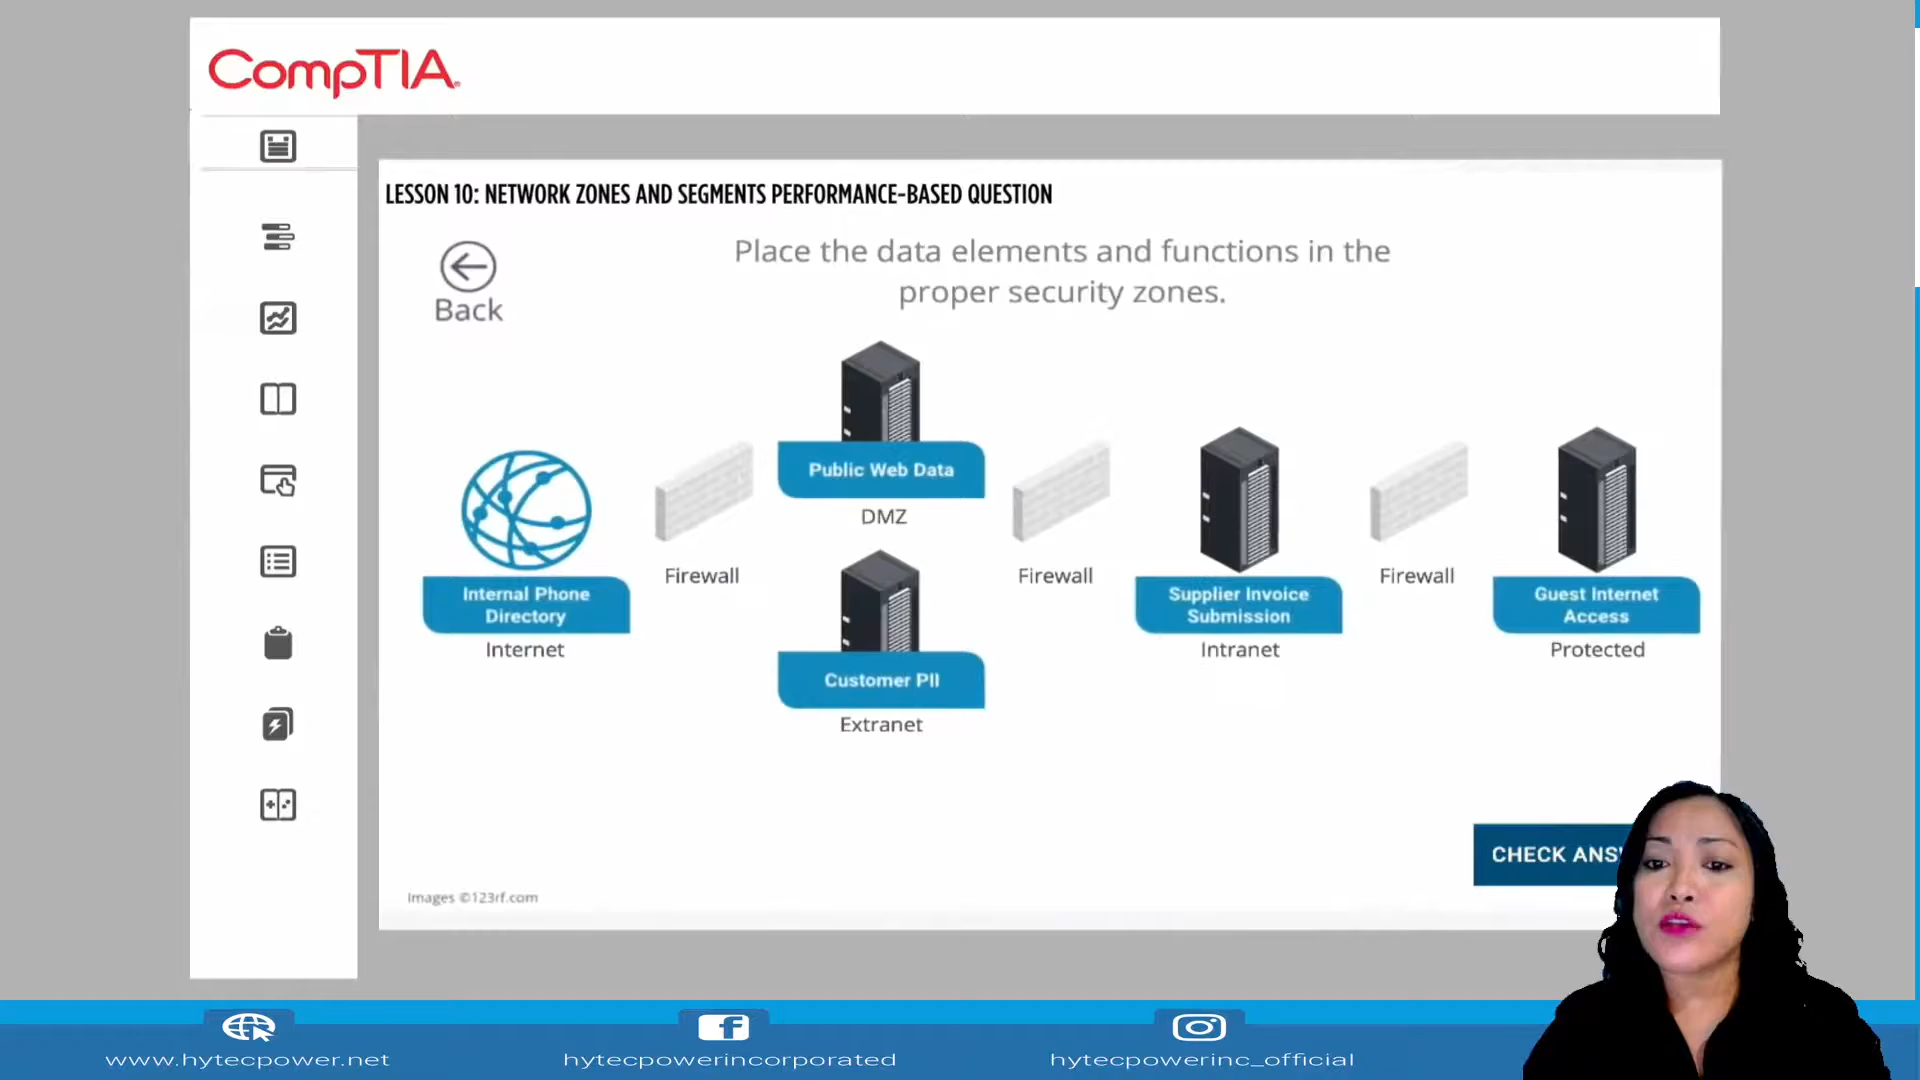 CompTIA.
LESSON 10: NETWORK ZONES AND SEGMENTS PERFORMANCE-BASED QUESTION
Back
Place the data elements and functions in the
proper security zones.
Public Web Data
DMZ
Internal Phone
Directory
Internet
Firewall
Customer PII
Extranet
Firewall
Supplier Invoice
Submission
Intranet
Firewall
Guest Internet
Access
Protected
CHECK
Images ©123rf.com
www.hytecpower.net
hytecpowerincorporated
hytecpowerinc_official